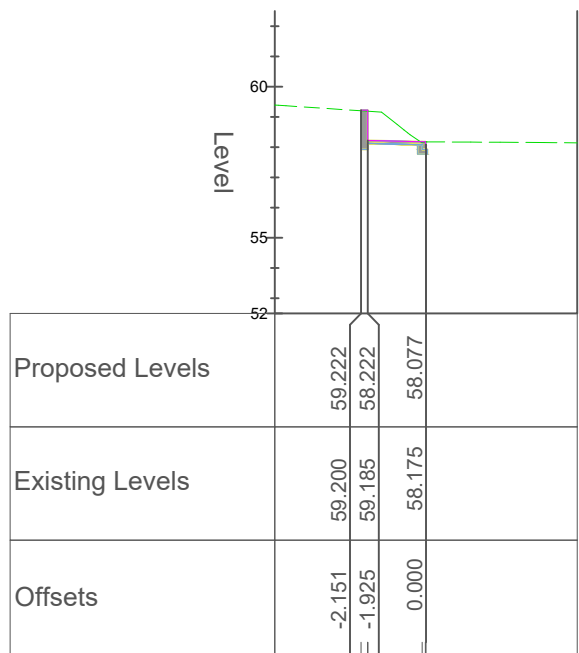 60
Level
55
52
Proposed Levels 59.222 58.222 58.077
Existing Levels 59.200 59.185 58.175
Offsets -2.151 -1.925 0.000